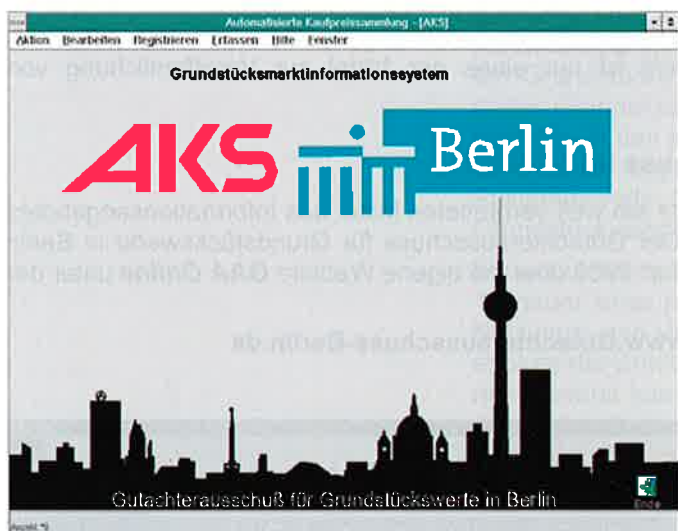 Automatisierte Kaufpreissammlung - [AKS]
Aktion Bearbeiten Registrieren Erfassen Hilfe Fenster
Grundstücksmarktinformationssystem
AKS Berlin
Gutachterausschuß für Grundstückswerte in Berlin
Ende